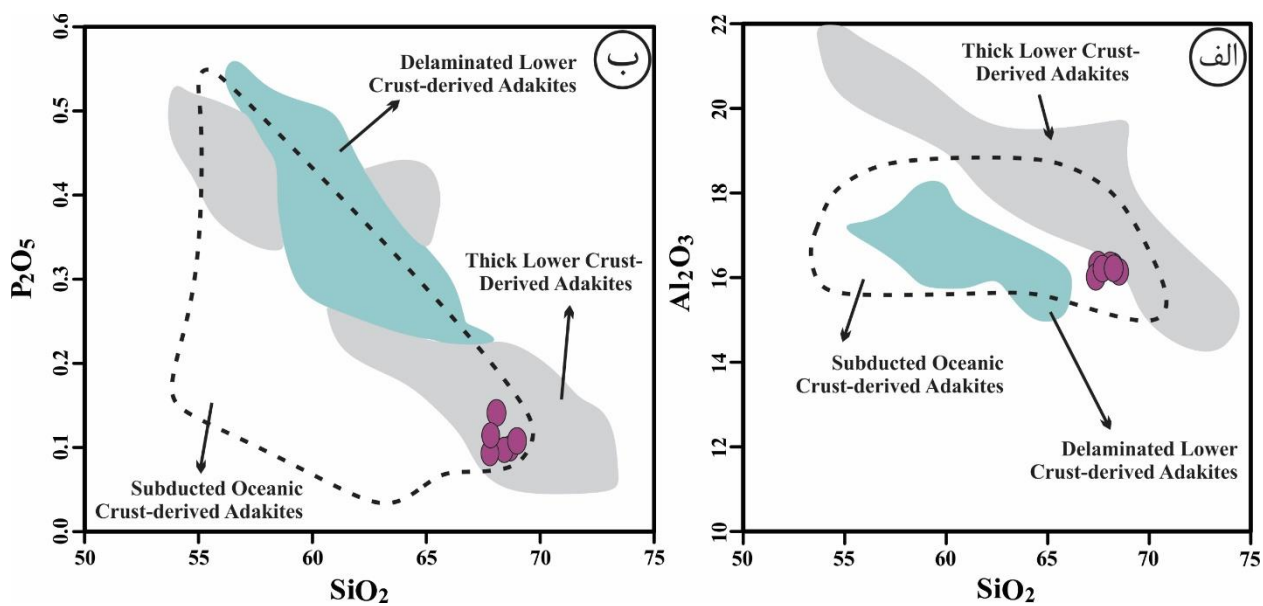 ب
0.6
0.5
0.4
0.3
0.2
0.1
0.0
P₂O₅
Delaminated Lower
Crust-derived Adakites
Thick Lower Crust-
Derived Adakites
Subducted Oceanic
Crust-derived Adakites
50
55
60
65
70
75
SiO₂
الف
22
20
18
16
14
12
10
Al₂O₃
Thick Lower Crust-
Derived Adakites
Subducted Oceanic
Crust-derived Adakites
Delaminated Lower
Crust-derived Adakites
50
55
60
65
70
75
SiO₂